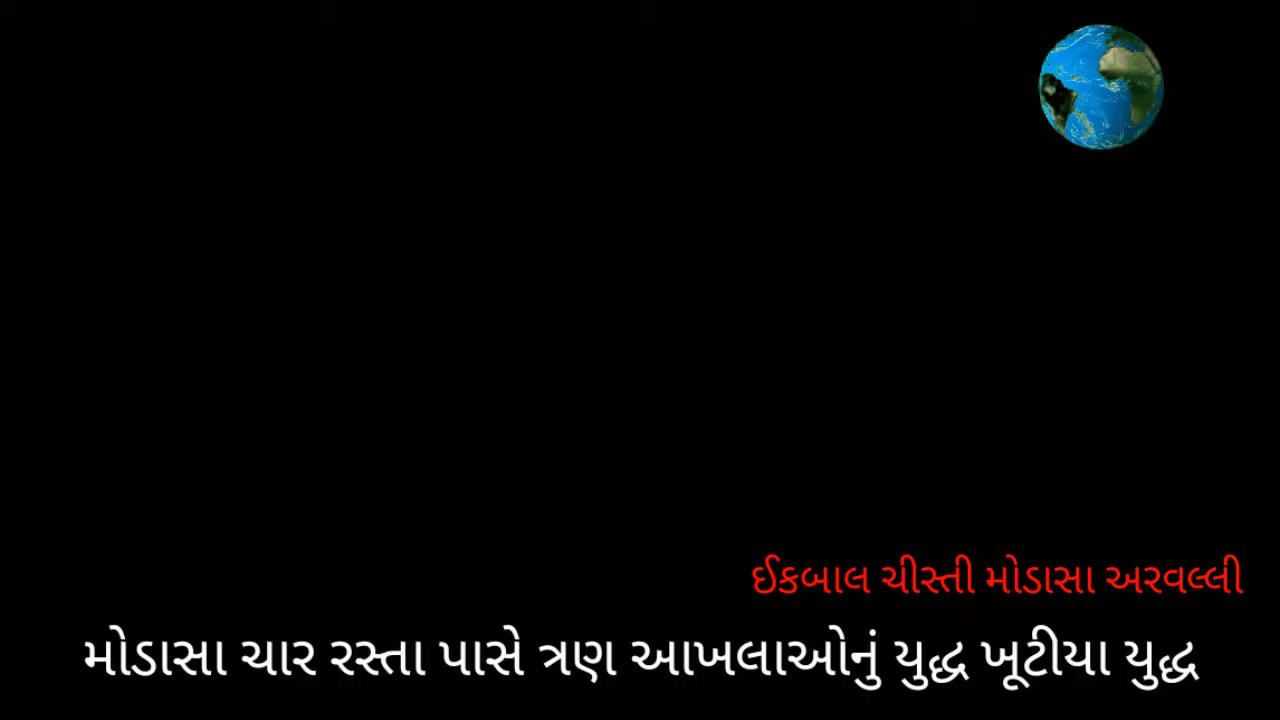 ઈકબાલ ચીસ્તી મોડાસા અરવલ્લી
મોડાસા ચાર રસ્તા પાસે ત્રણ આખલાઓનું યુદ્ધ ખૂટીયા યુદ્ધ